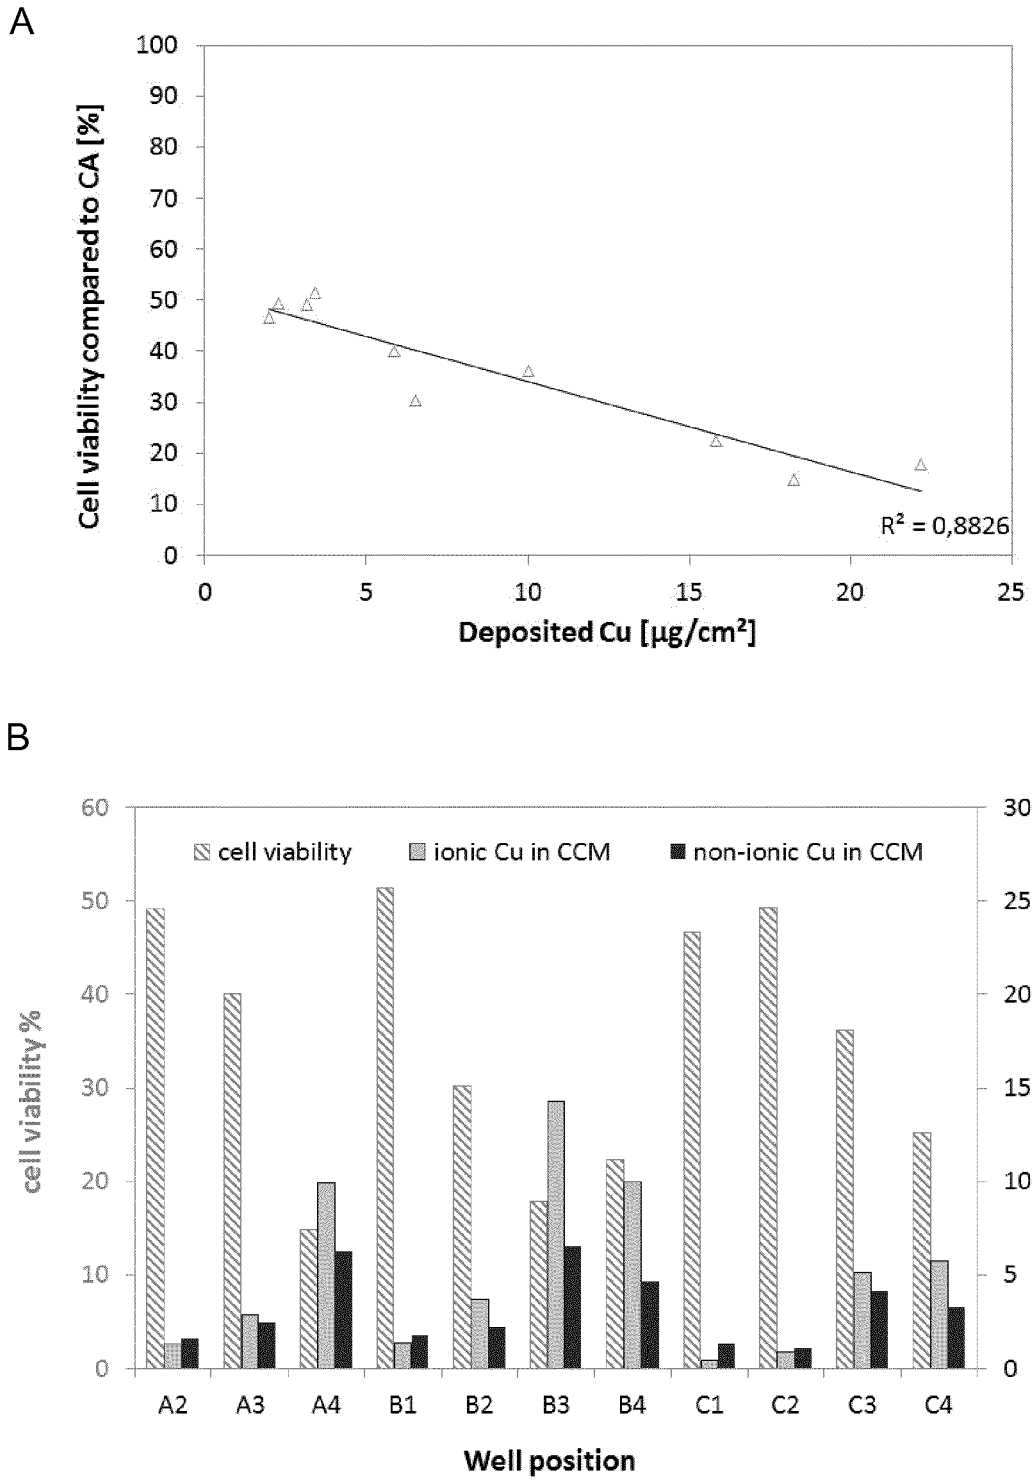 A
100
90
80
70
60
50
40
30
20
10
0
Cell viability compared to CA [%]
R² = 0,8826
0 5 10 15 20 25
Deposited Cu [µg/cm²]
B
60
50
40
30
20
10
0
cell viability %
cell viability ionic Cu in CCM non-ionic Cu in CCM
30
25
20
15
10
5
0
A2 A3 A4 B1 B2 B3 B4 C1 C2 C3 C4
Well position